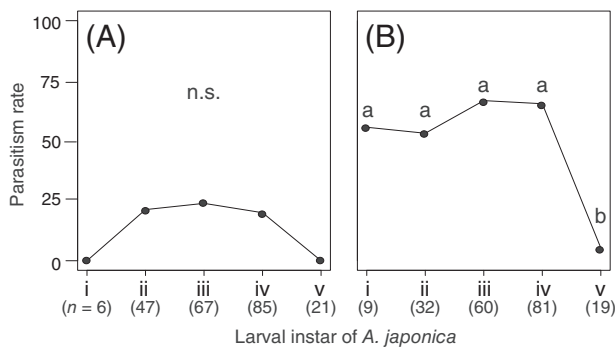 (A)
(B)
Parasitism rate
100
75
50
25
0
n.s.
a a a a b
i ii iii iv v
(n = 6) (47) (67) (85) (21)
i ii iii iv v
(9) (32) (60) (81) (19)
Larval instar of A. japonica